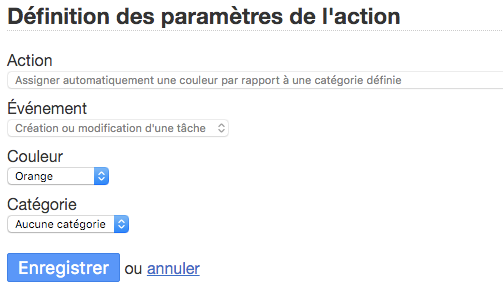 Définition des paramètres de l'action
Action
Assigner automatiquement une couleur par rapport à une catégorie définie
Événement
Création ou modification d'une tâche
Couleur
Orange
Catégorie
Aucune catégorie
Enregistrer ou annuler